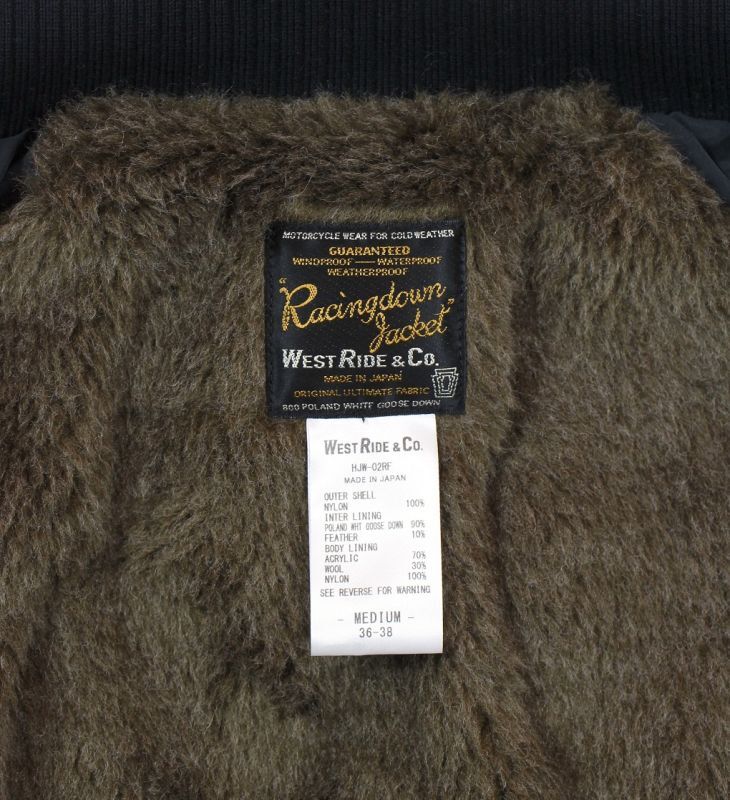 MOTORCYCLE WEAR FOR COLD WEATHER
GUARANTEED
WINDPROOF — WATERPROOF
WEATHERPROOF
"Racingdown
Jacket"
WEST RIDE & CO.
MADE IN JAPAN
ORIGINAL ULTIMATE FABRIC
800 POLAND WHITE GOOSE DOWN
WEST RIDE & CO.
HJW-02RF
MADE IN JAPAN
OUTER SHELL
NYLON 100%
INTER LINING
POLAND WHT GOOSE DOWN 90%
FEATHER 10%
BODY LINING
ACRYLIC 70%
WOOL 30%
NYLON 100%
SEE REVERSE FOR WARNING
- MEDIUM -
36-38